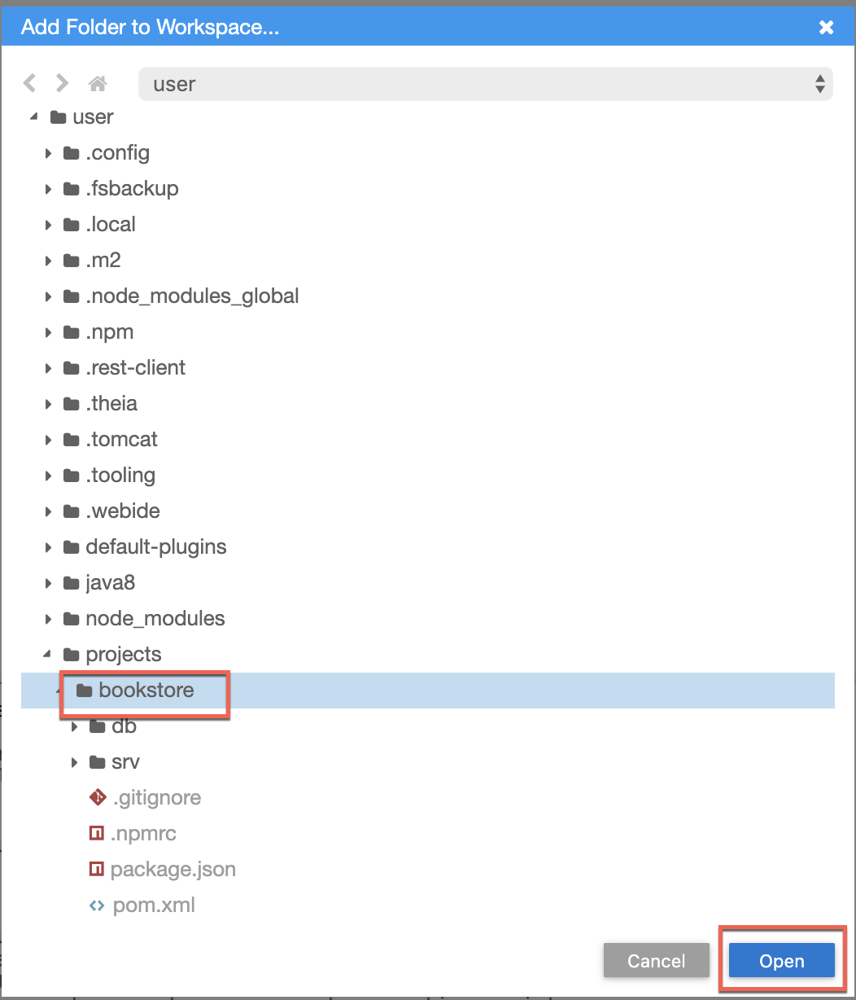 Add Folder to Workspace...
user
user
.config
.fsbackup
.local
.m2
.node_modules_global
.npm
.rest-client
.theia
.tomcat
.tooling
.webide
default-plugins
java8
node_modules
projects
bookstore
db
srv
.gitignore
.npmrc
package.json
pom.xml
Cancel Open